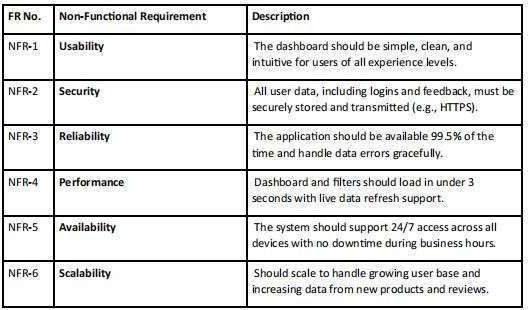 FR No. Non-Functional Requirement Description
NFR-1 Usability The dashboard should be simple, clean, and
intuitive for users of all experience levels.
NFR-2 Security All user data, including logins and feedback, must be
securely stored and transmitted (e.g., HTTPS).
NFR-3 Reliability The application should be available 99.5% of the
time and handle data errors gracefully.
NFR-4 Performance Dashboard and filters should load in under 3
seconds with live data refresh support.
NFR-5 Availability The system should support 24/7 access across all
devices with no downtime during business hours.
NFR-6 Scalability Should scale to handle growing user base and
increasing data from new products and reviews.